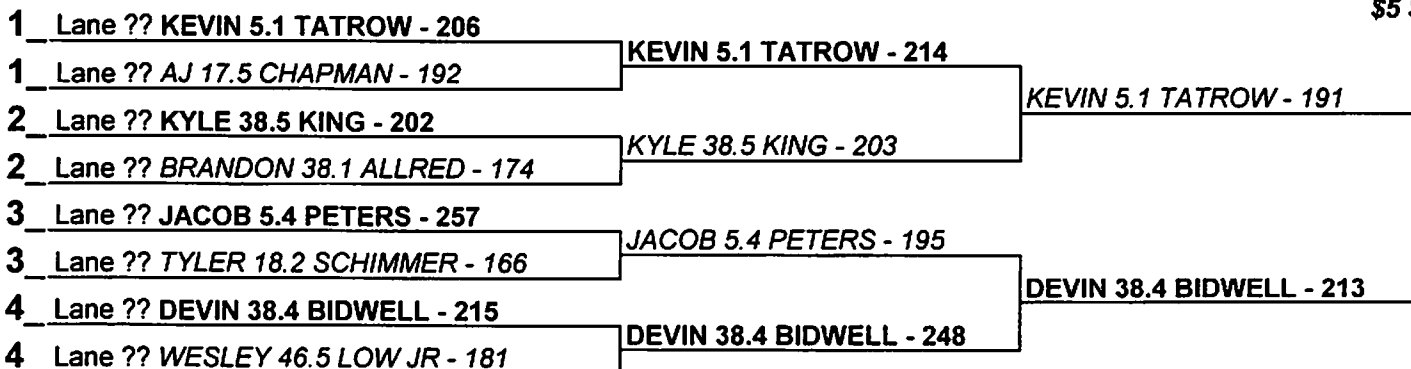 $5
1_ Lane ?? KEVIN 5.1 TATROW - 206
1_ Lane ?? AJ 17.5 CHAPMAN - 192
2_ Lane ?? KYLE 38.5 KING - 202
2_ Lane ?? BRANDON 38.1 ALLRED - 174
3_ Lane ?? JACOB 5.4 PETERS - 257
3_ Lane ?? TYLER 18.2 SCHIMMER - 166
4_ Lane ?? DEVIN 38.4 BIDWELL - 215
4 Lane ?? WESLEY 46.5 LOW JR - 181
KEVIN 5.1 TATROW - 214
KYLE 38.5 KING - 203
JACOB 5.4 PETERS - 195
DEVIN 38.4 BIDWELL - 248
KEVIN 5.1 TATROW - 191
DEVIN 38.4 BIDWELL - 213